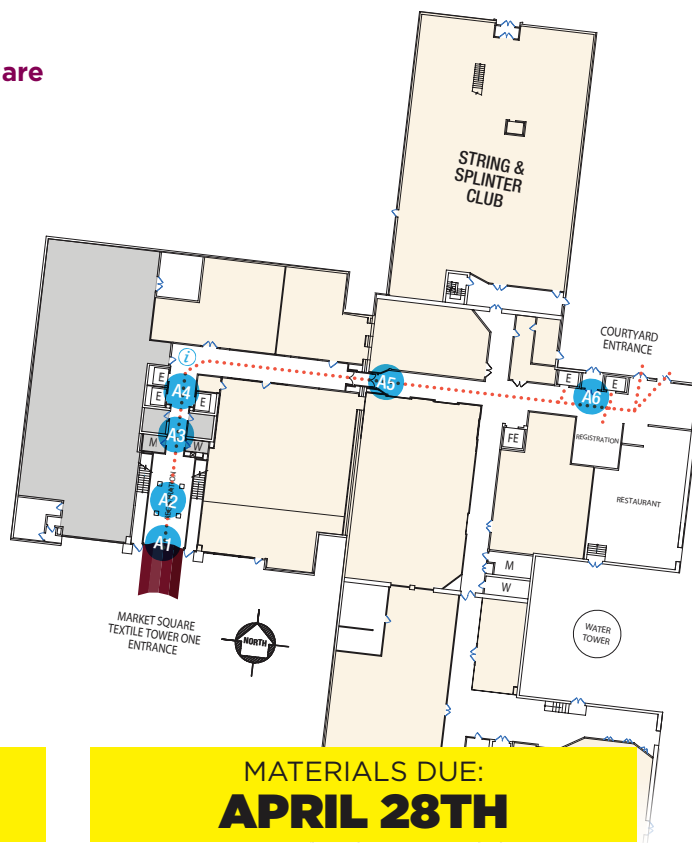 are
STRING &
SPLINTER
CLUB
COURTYARD
ENTRANCE
i
E
E
E
A4
A5
E
E
A6
A3
M
W
FE
REGISTRATION
RESTAURANT
A2
A1
M
W
MARKET SQUARE
TEXTILE TOWER ONE
ENTRANCE
NORTH
WATER
TOWER
MATERIALS DUE:
APRIL 28TH